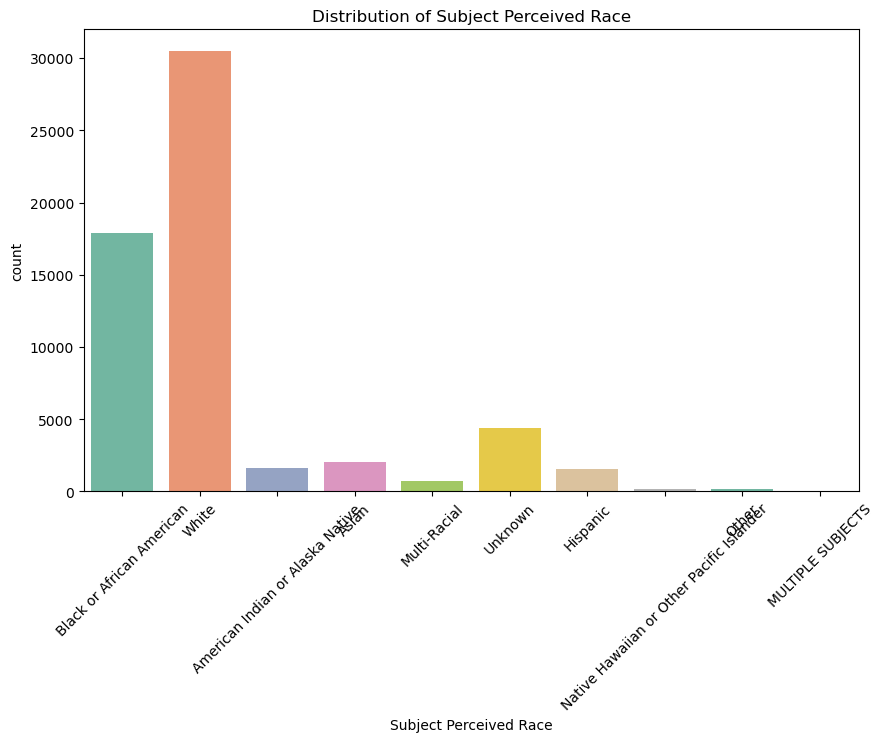 Distribution of Subject Perceived Race
count
30000
25000
20000
15000
10000
5000
0
Black or African American
White
American Indian or Alaska Native
Asian
Multi-Racial
Unknown
Hispanic
Native Hawaiian or Other Pacific Islander
Other
MULTIPLE SUBJECTS
Subject Perceived Race